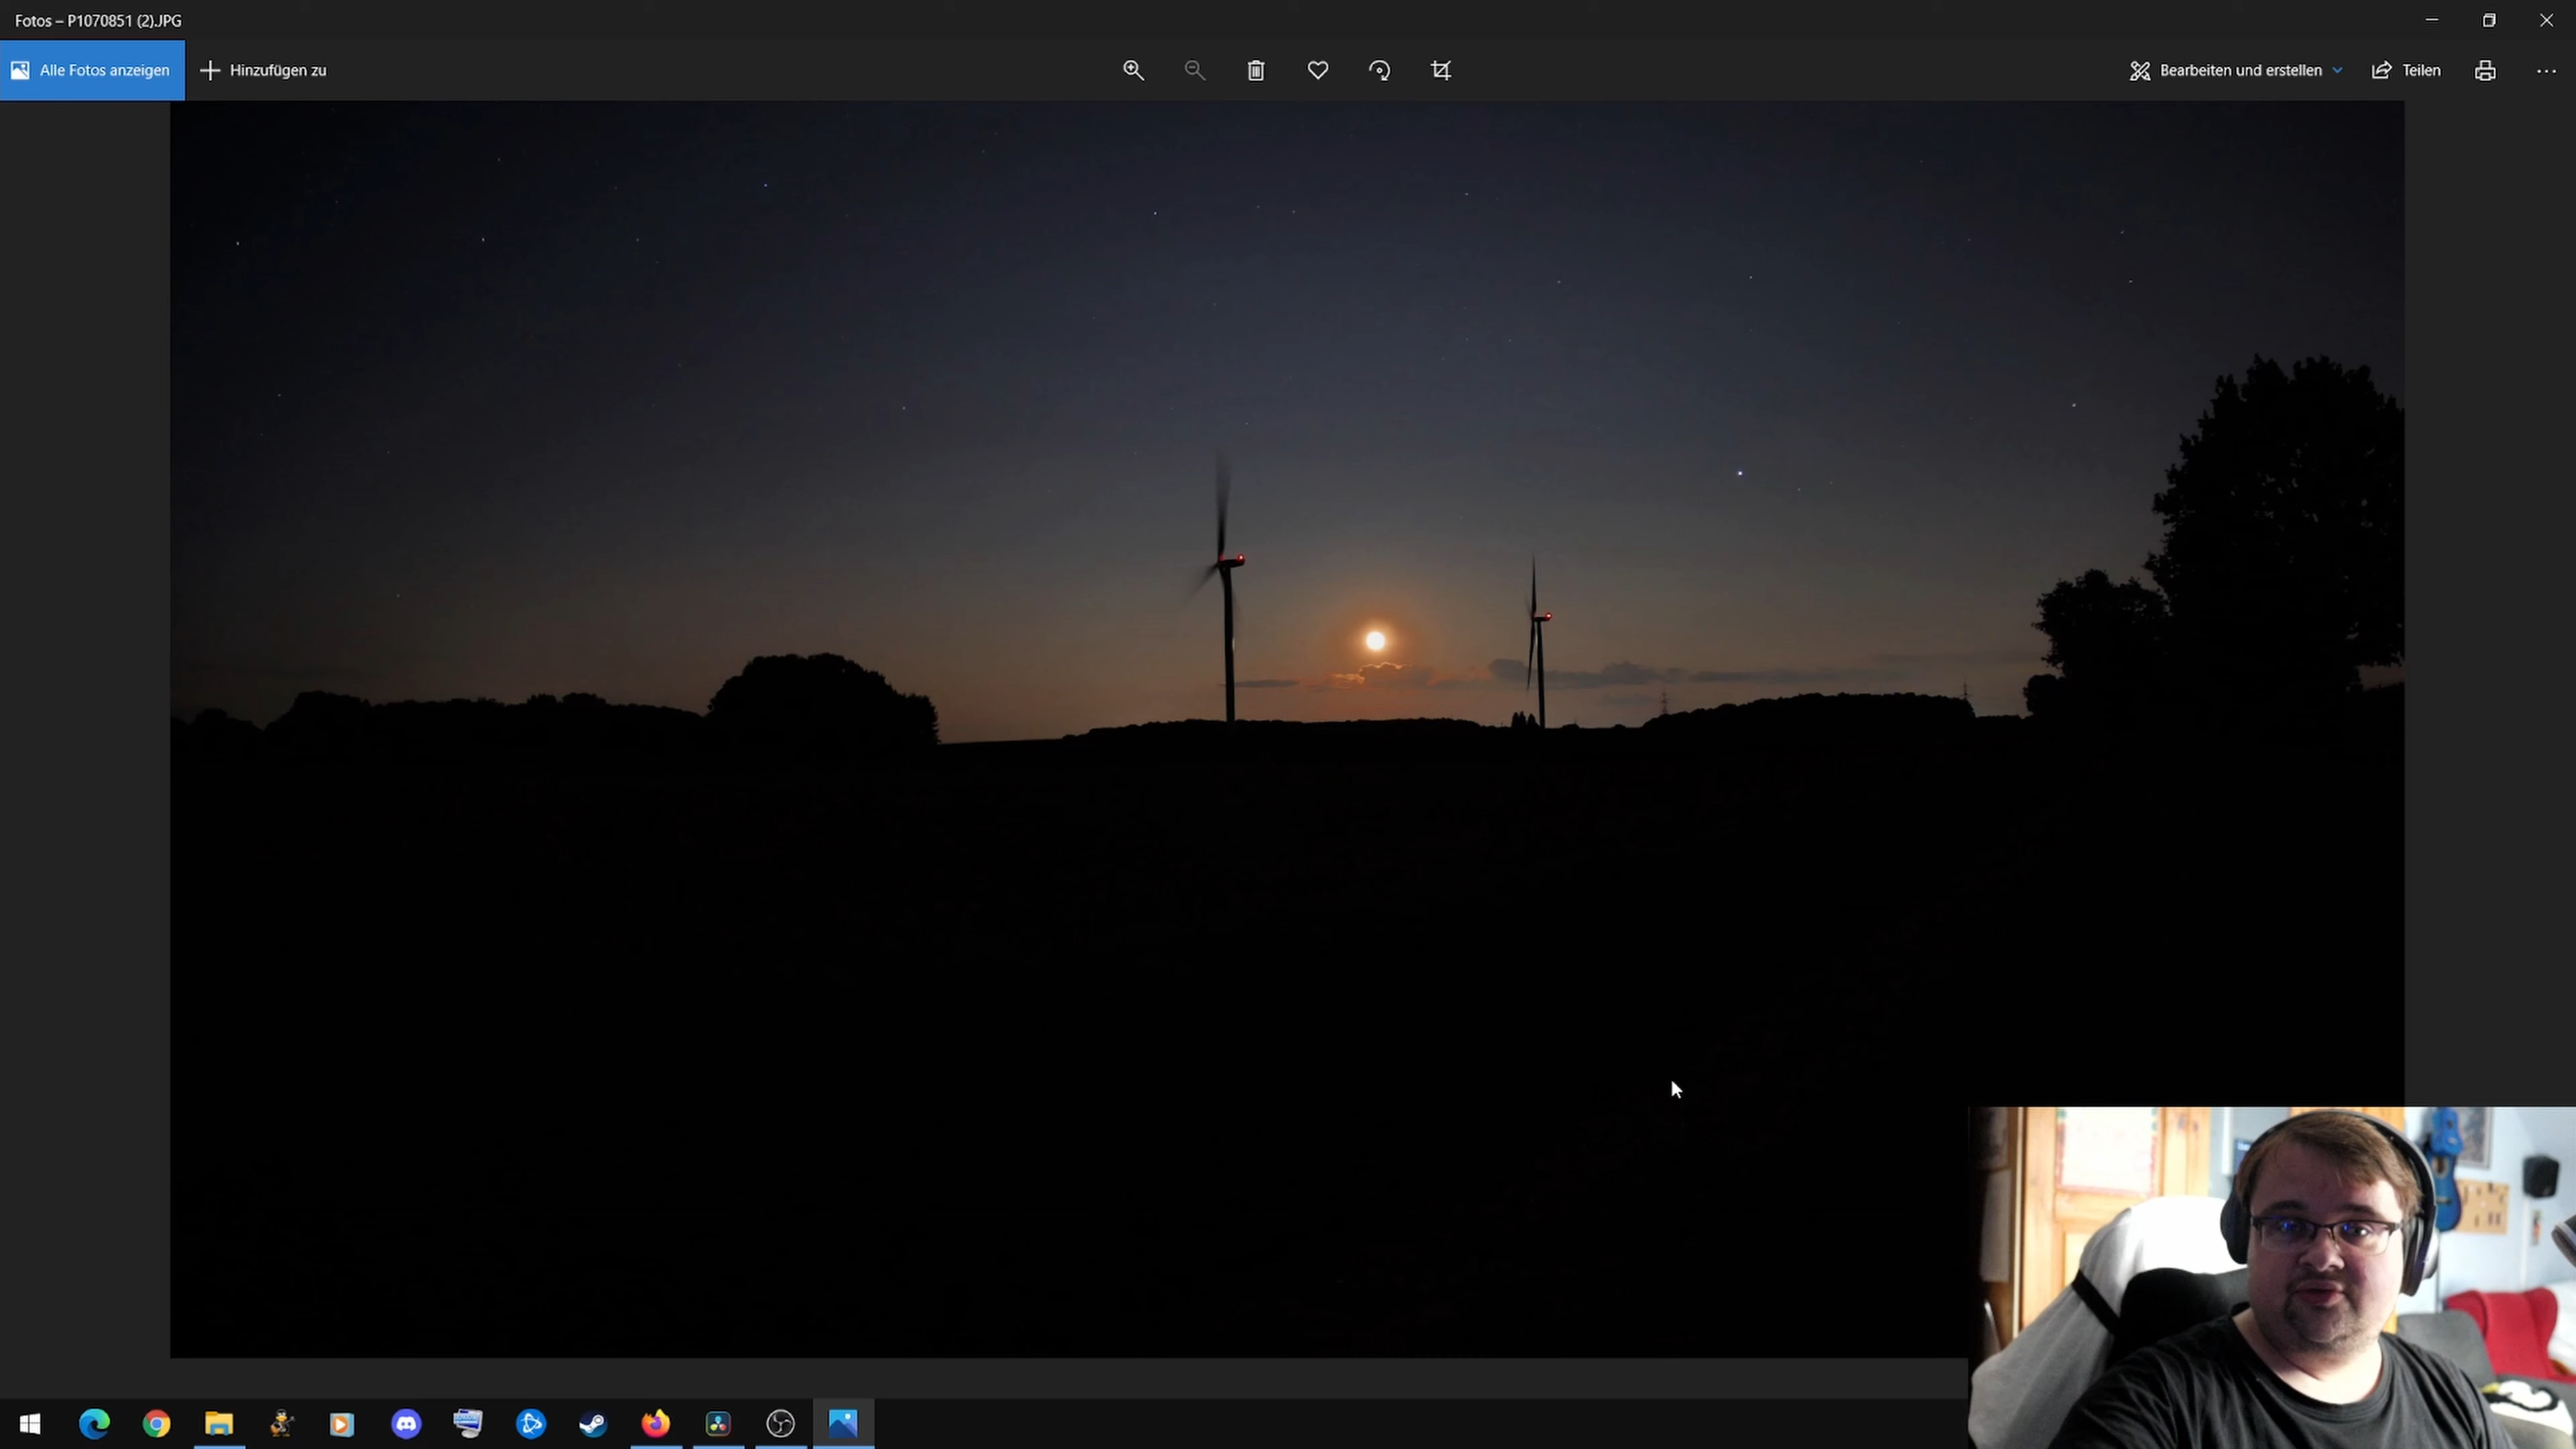 Fotos – P1070851 (2).JPG
Alle Fotos anzeigen
Hinzufügen zu
Bearbeiten und erstellen
Teilen